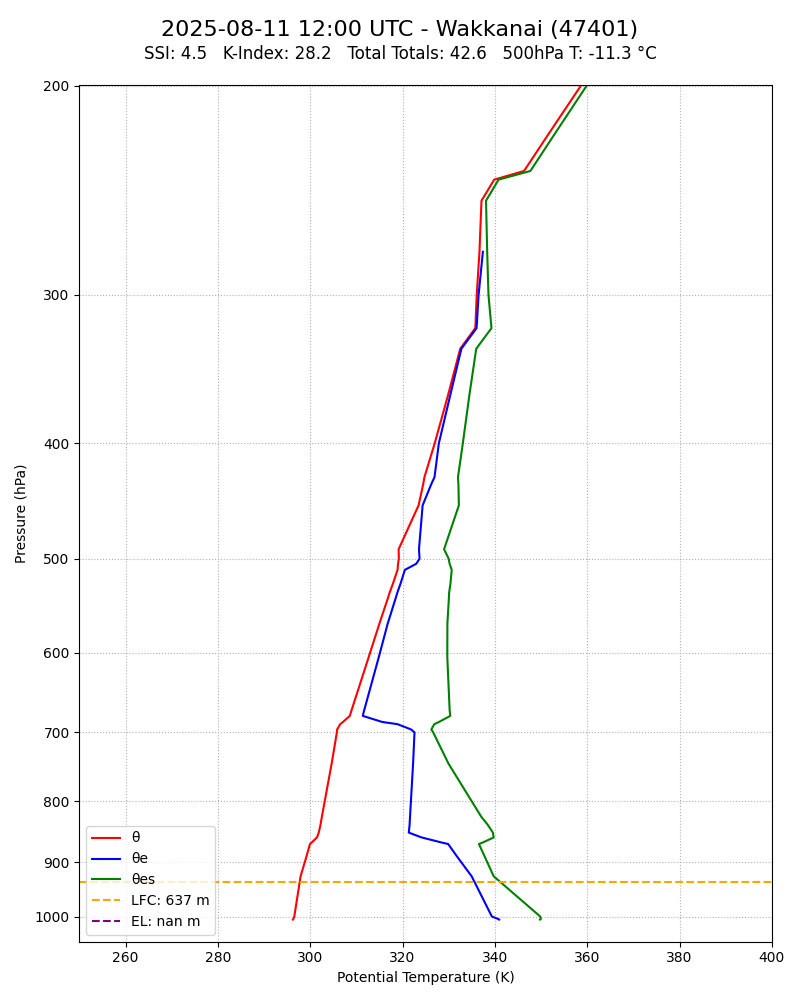 2025-08-11 12:00 UTC - Wakkanai (47401)
SSI: 4.5 K-Index: 28.2 Total Totals: 42.6 500hPa T: -11.3 °C
200
300
400
500
600
700
800
900
1000
Pressure (hPa)
θ
θe
θes
LFC: 637 m
EL: nan m
260 280 300 320 340 360 380 400
Potential Temperature (K)